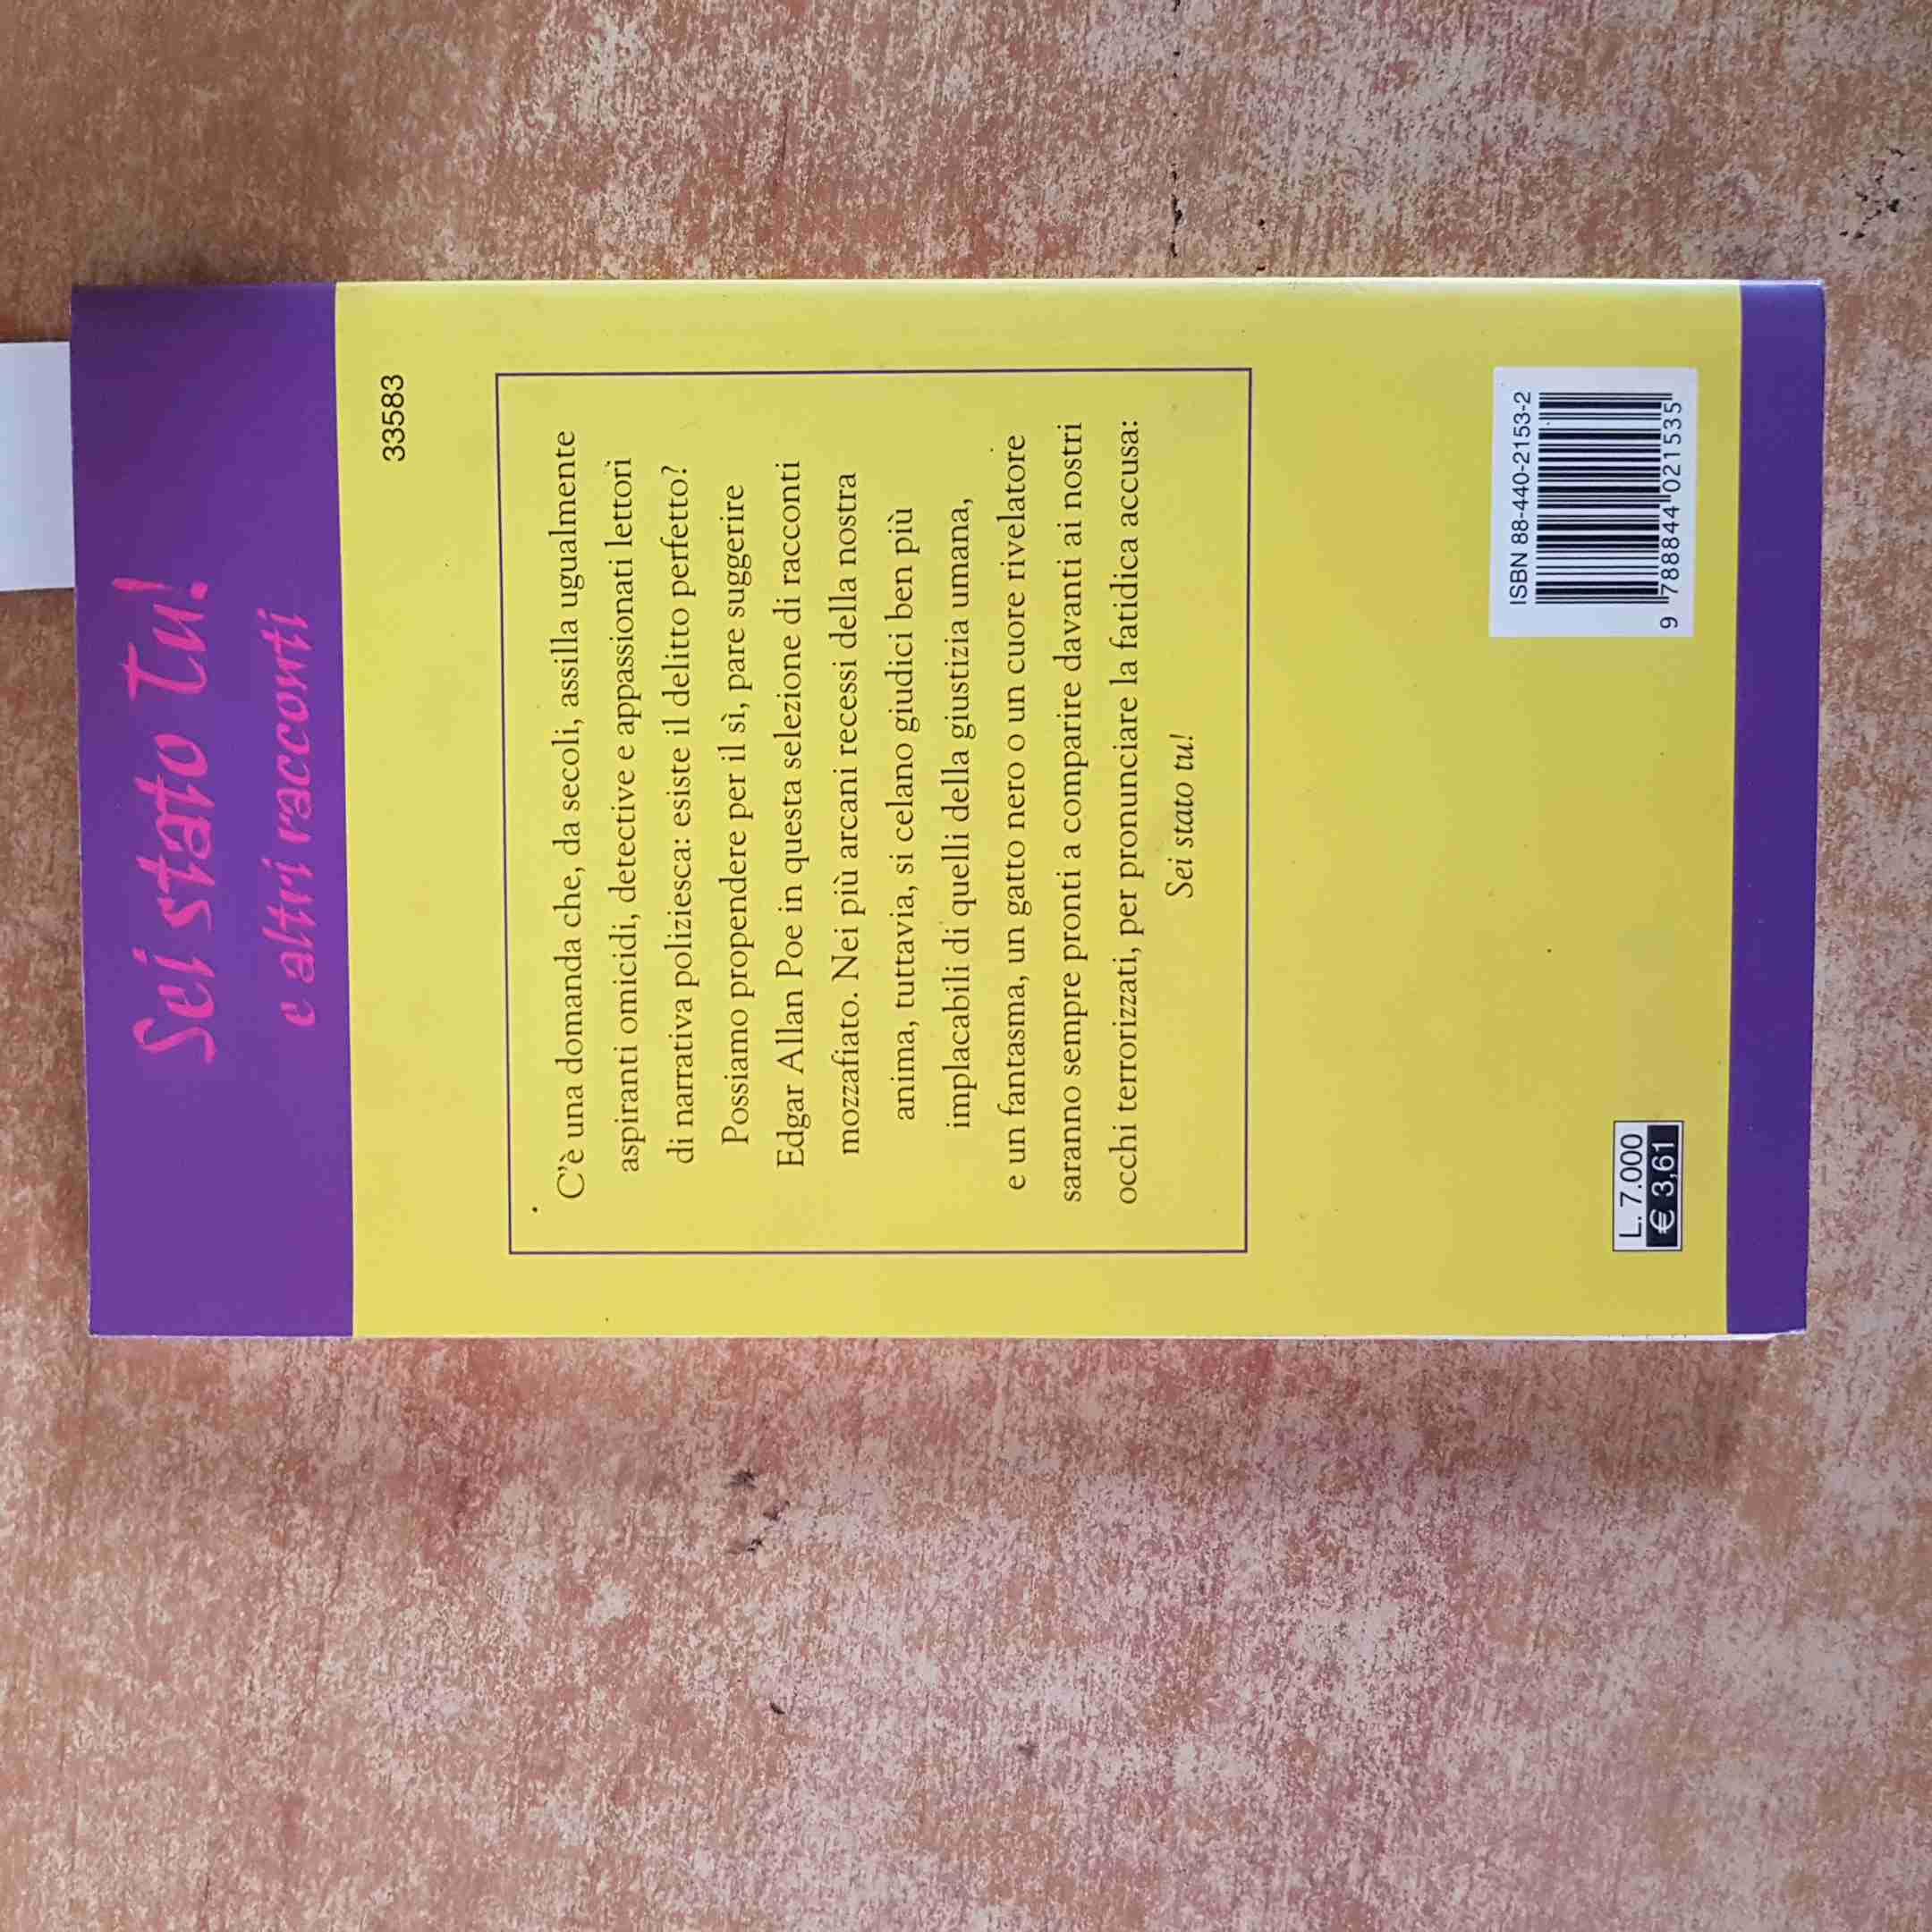 Sei stato tu!
e altri racconti
33583
C'è una domanda che, da secoli, assilla ugualmente
aspiranti omicidi, detective e appassionati lettori
di narrativa poliziesca: esiste il delitto perfetto?
Possiamo propendere per il sì, pare suggerire
Edgar Allan Poe in questa selezione di racconti
mozzafiato. Nei più arcani recessi della nostra
anima, tuttavia, si celano giudici ben più
implacabili di quelli della giustizia umana,
e un fantasma, un gatto nero o un cuore rivelatore
saranno sempre pronti a comparire davanti ai nostri
occhi terrorizzati, per pronunciare la fatidica accusa:
Sei stato tu!
ISBN 88-440-2153-2
9 788844 021535
L. 7.000
€ 3,61